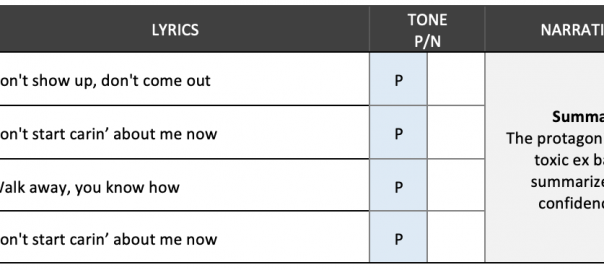 LYRICS
TONE
P/N
NARRATI
on't show up, don't come out
P
on't start carin’ about me now
P
Walk away, you know how
P
on't start carin’ about me now
P
Summa
The protagon
toxic ex ba
summarize
confidenc